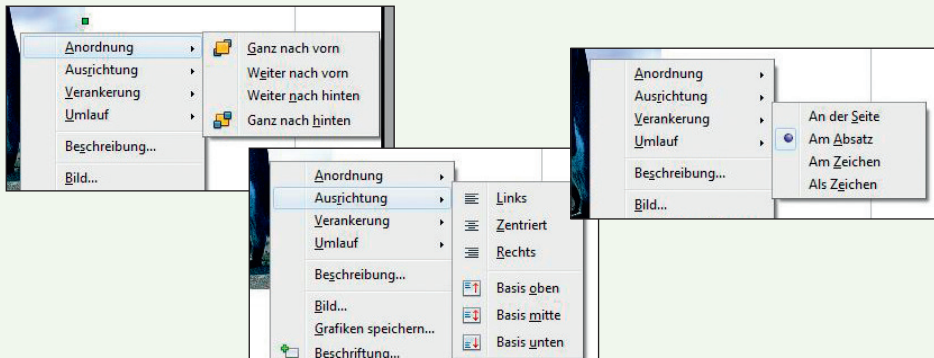 Anordnung
Ausrichtung
Verankerung
Umlauf
Beschreibung...
Bild...
Ganz nach vorn
Weiter nach vorn
Weiter nach hinten
Ganz nach hinten
Anordnung
Ausrichtung
Verankerung
Umlauf
Beschreibung...
Bild...
Grafiken speichern...
Beschriftung...
Links
Zentriert
Rechts
Basis oben
Basis mitte
Basis unten
Anordnung
Ausrichtung
Verankerung
Umlauf
Beschreibung...
Bild...
An der Seite
Am Absatz
Am Zeichen
Als Zeichen